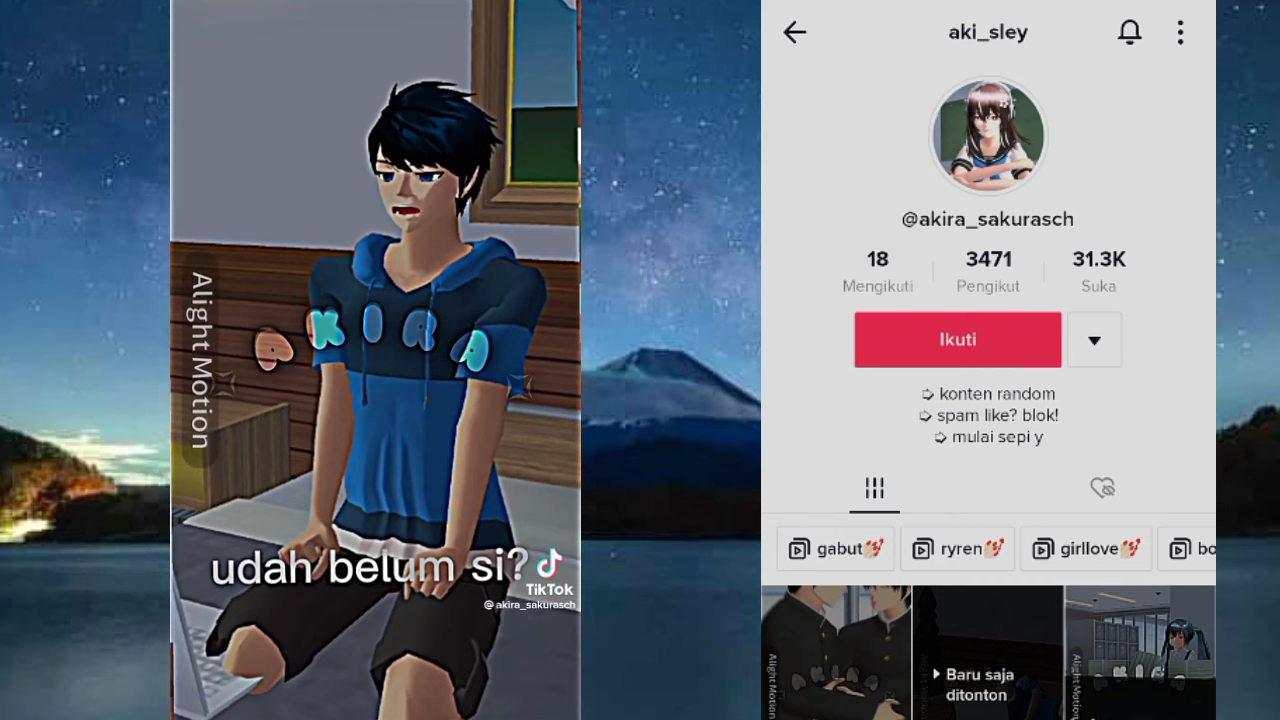 Alight Motion
A K I R A
udah belum si?
TikTok
@akira_sakurasch
aki_sley
@akira_sakurasch
18 3471 31.3K
Mengikuti Pengikut Suka
Ikuti
➪ konten random
➪ spam like? blok!
➪ mulai sepi y
gabut💅 ryren💅 girllove💅 bo
Alight Motion
Baru saja
ditonton
Alight Motion